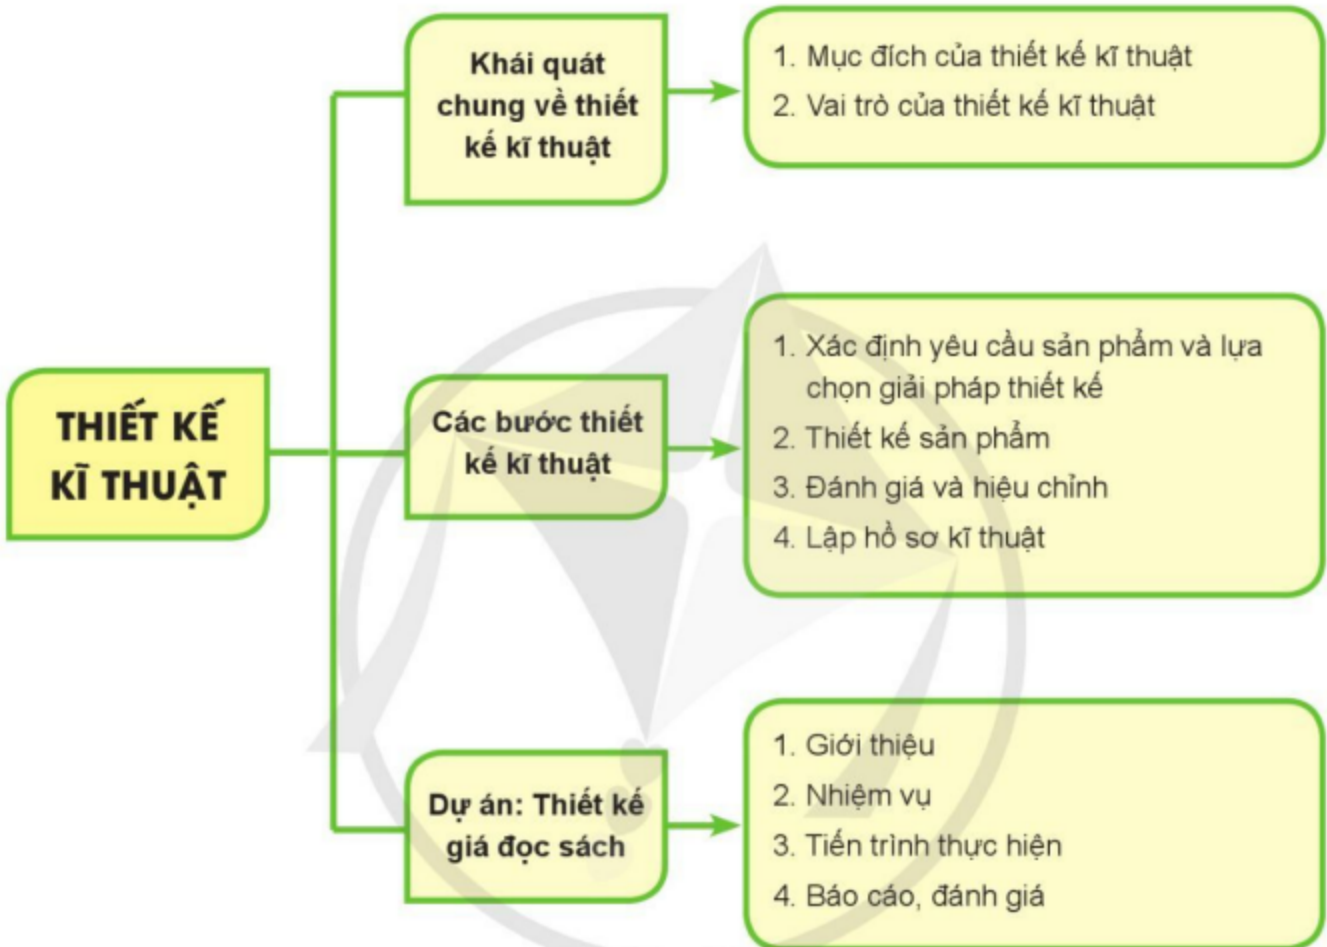 THIẾT KẾ
KĨ THUẬT
Khái quát
chung về thiết
kế kĩ thuật
1. Mục đích của thiết kế kĩ thuật
2. Vai trò của thiết kế kĩ thuật
Các bước thiết
kế kĩ thuật
1. Xác định yêu cầu sản phẩm và lựa
chọn giải pháp thiết kế
2. Thiết kế sản phẩm
3. Đánh giá và hiệu chỉnh
4. Lập hồ sơ kĩ thuật
Dự án: Thiết kế
giá đọc sách
1. Giới thiệu
2. Nhiệm vụ
3. Tiến trình thực hiện
4. Báo cáo, đánh giá